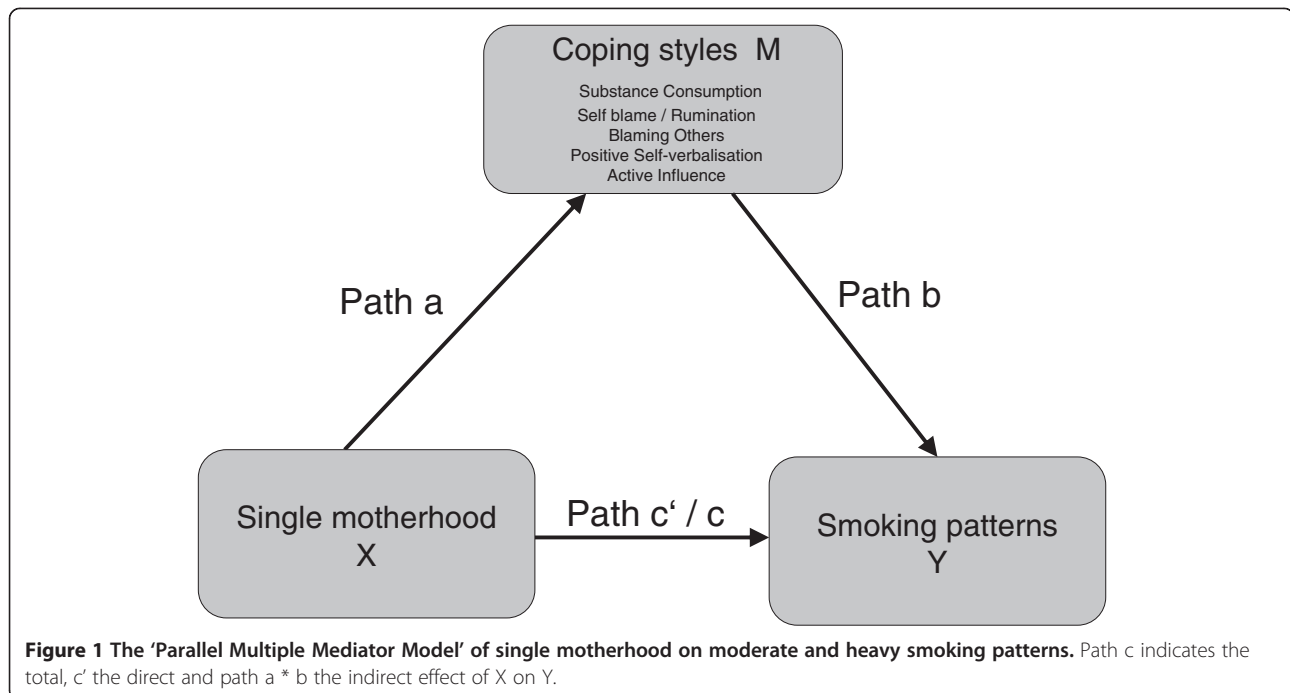 Coping styles M
Substance Consumption
Self blame / Rumination
Blaming Others
Positive Self-verbalisation
Active Influence
Path a
Path b
Single motherhood
X
Path c‘ / c
Smoking patterns
Y
Figure 1 The ‘Parallel Multiple Mediator Model’ of single motherhood on moderate and heavy smoking patterns. Path c indicates the
total, c’ the direct and path a * b the indirect effect of X on Y.